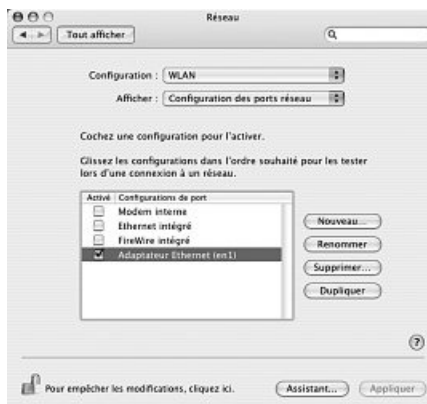 Réseau
Tout afficher
Configuration : WLAN
Afficher : Configuration des ports réseau
Cochez une configuration pour l'activer.
Glissez les configurations dans l'ordre souhaité pour les tester
lors d'une connexion à un réseau.
Activé Configurations de port
Modem interne
Ethernet intégré
FireWire intégré
Adaptateur Ethernet (en1)
Nouveau...
Renommer
Supprimer...
Dupliquer
?
Pour empêcher les modifications, cliquez ici.
Assistant...
Appliquer